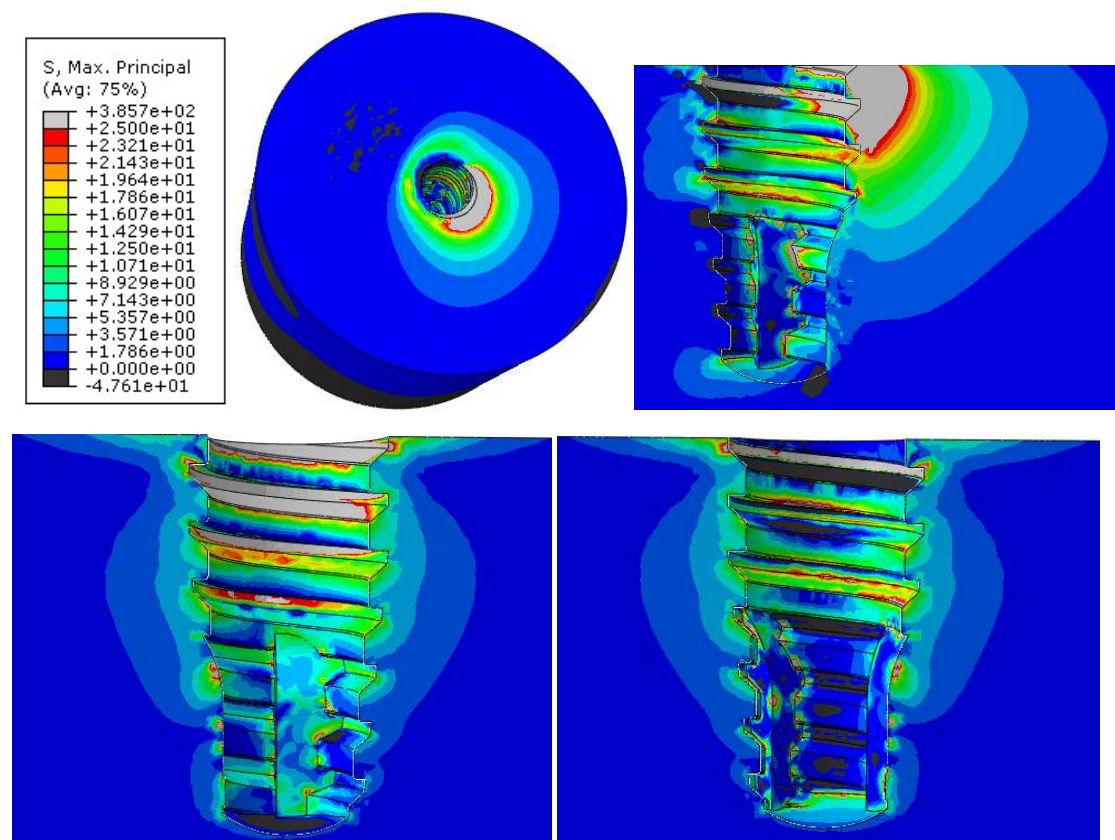 S, Max. Principal
(Avg: 75%)
+3.857e+02
+2.500e+01
+2.321e+01
+2.143e+01
+1.964e+01
+1.786e+01
+1.607e+01
+1.429e+01
+1.250e+01
+1.071e+01
+8.929e+00
+7.143e+00
+5.357e+00
+3.571e+00
+1.786e+00
+0.000e+00
-4.761e+01